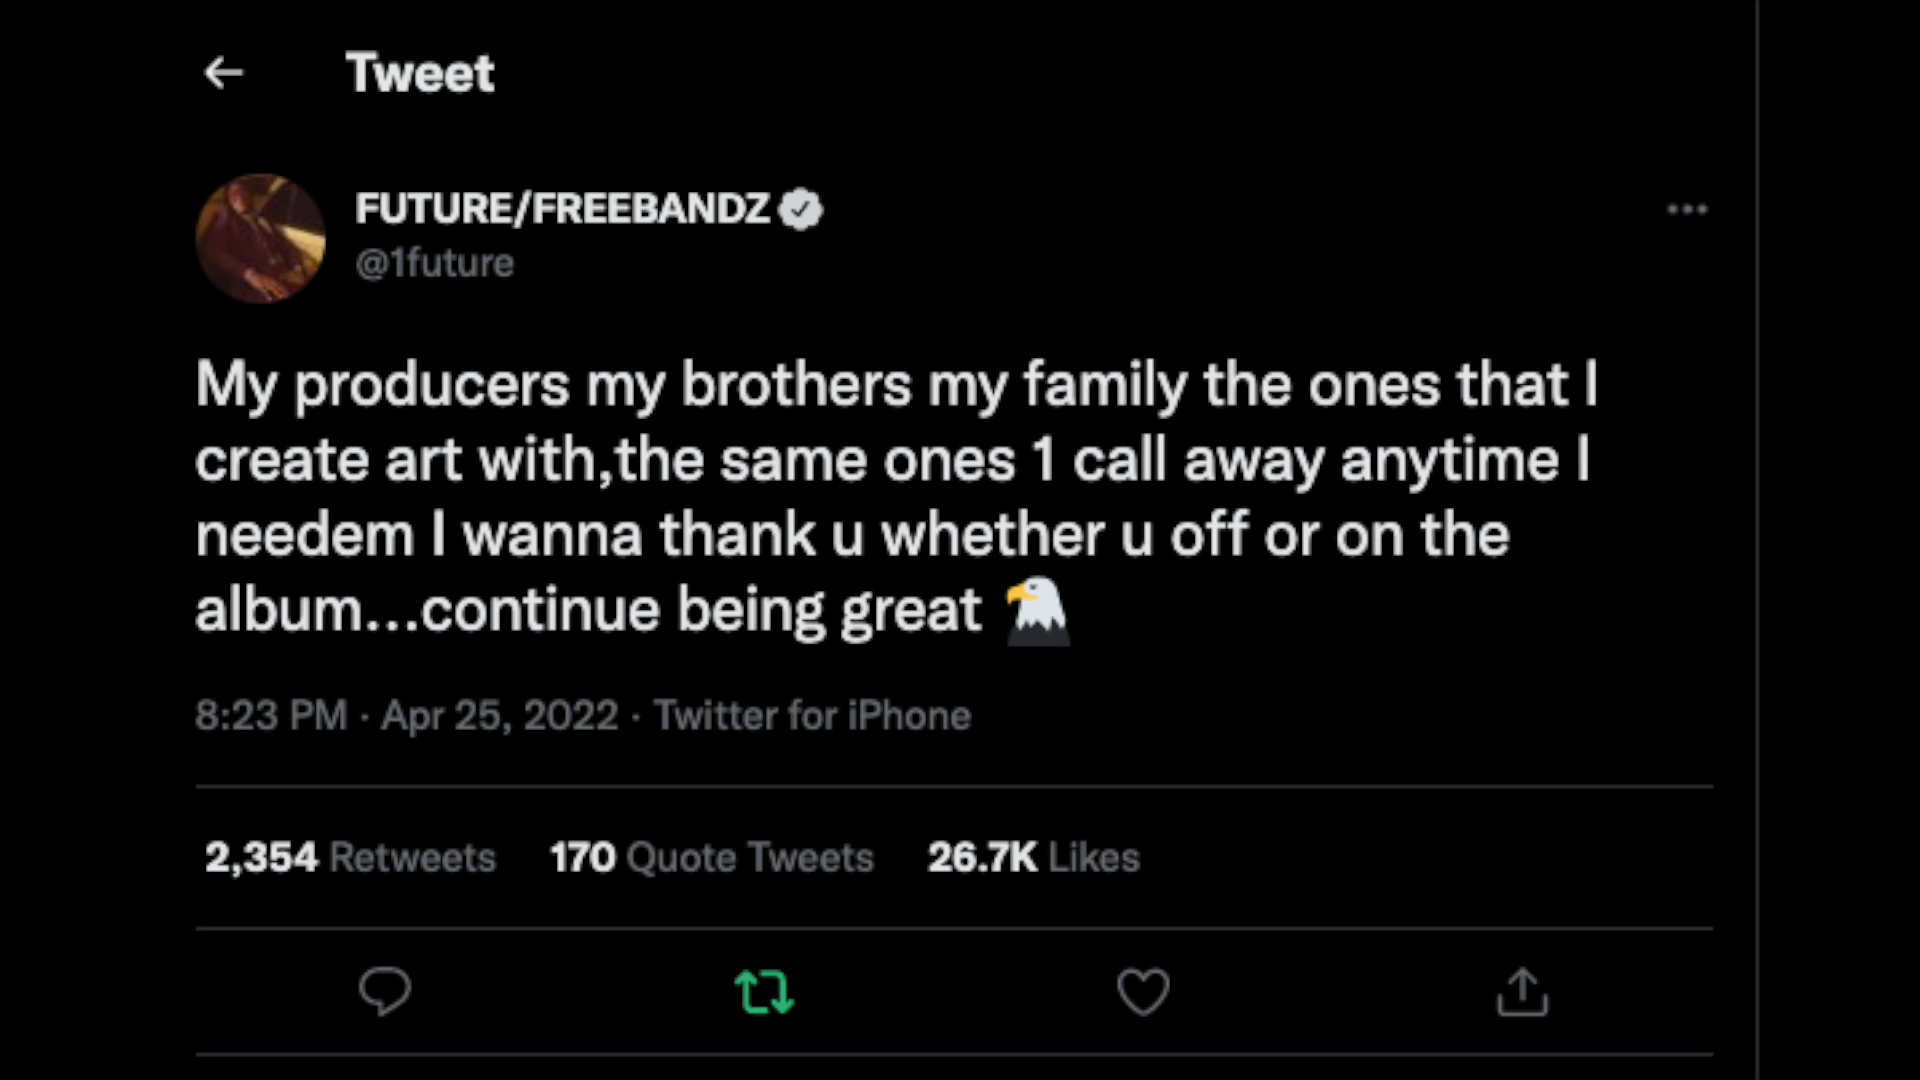 Tweet
FUTURE/FREEBANDZ
@1future
My producers my brothers my family the ones that I
create art with,the same ones 1 call away anytime I
needem I wanna thank u whether u off or on the
album...continue being great 🦅
8:23 PM · Apr 25, 2022 · Twitter for iPhone
2,354 Retweets 170 Quote Tweets 26.7K Likes